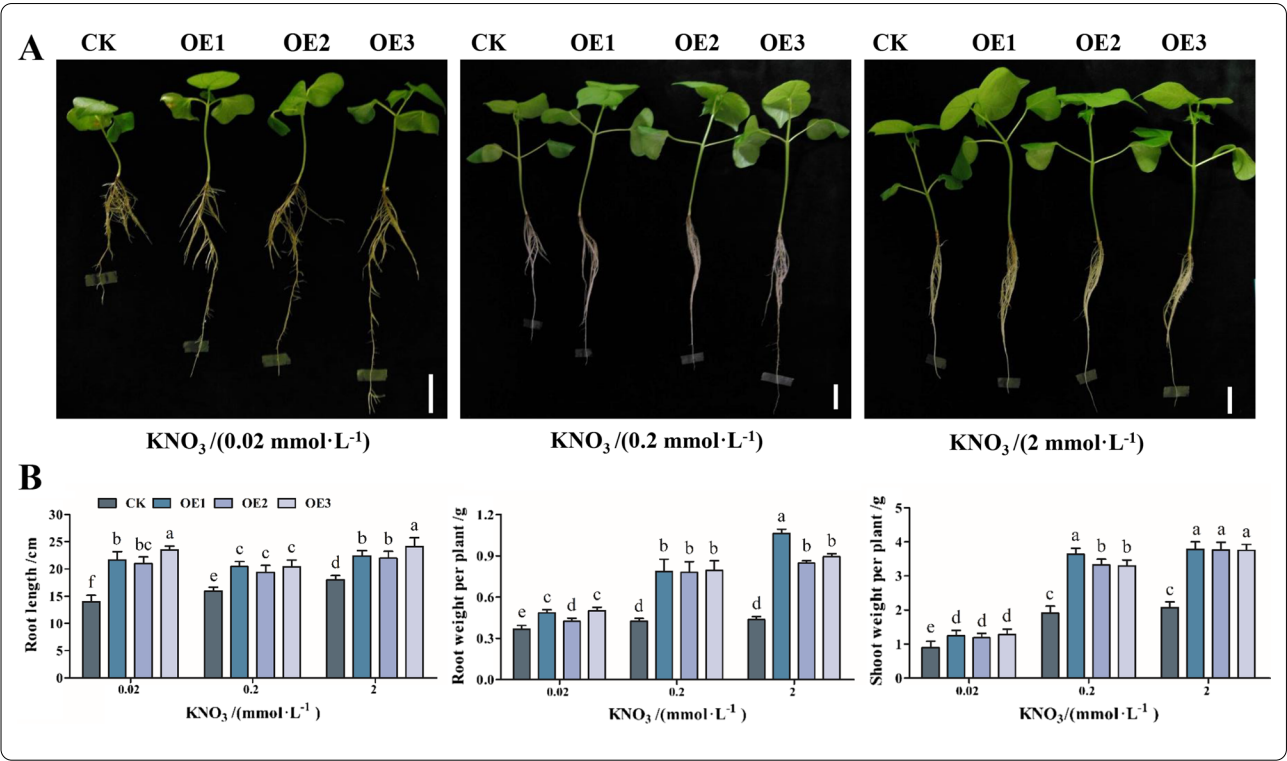 A
CK OE1 OE2 OE3
CK OE1 OE2 OE3
CK OE1 OE2 OE3
KNO₃/(0.02 mmol·L⁻¹)
KNO₃/(0.2 mmol·L⁻¹)
KNO₃/(2 mmol·L⁻¹)
B
CK OE1 OE2 OE3
Root length /cm
30
25
20
15
10
5
0
f b bc a
e c c c
d b b a
0.02 0.2 2
KNO₃/(mmol·L⁻¹ )
Root weight per plant /g
1.2
0.9
0.6
0.3
0.0
e c d c
d b b b
d a b b
0.02 0.2 2
KNO₃/(mmol·L⁻¹ )
Shoot weight per plant /g
5
4
3
2
1
0
e d d d
c a b b
c a a a
0.02 0.2 2
KNO₃/(mmol·L⁻¹ )